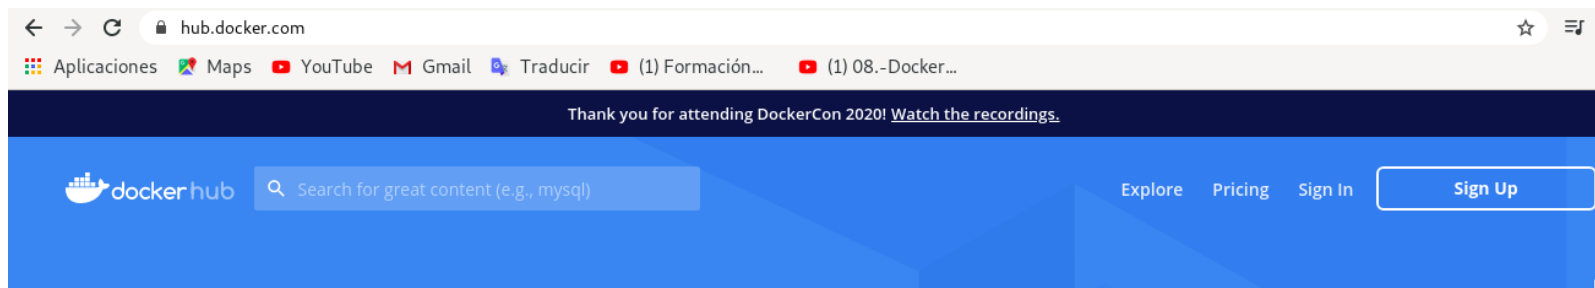 hub.docker.com
Aplicaciones Maps YouTube Gmail Traducir (1) Formación... (1) 08.-Docker...
Thank you for attending DockerCon 2020! Watch the recordings.
docker hub Search for great content (e.g., mysql) Explore Pricing Sign In Sign Up